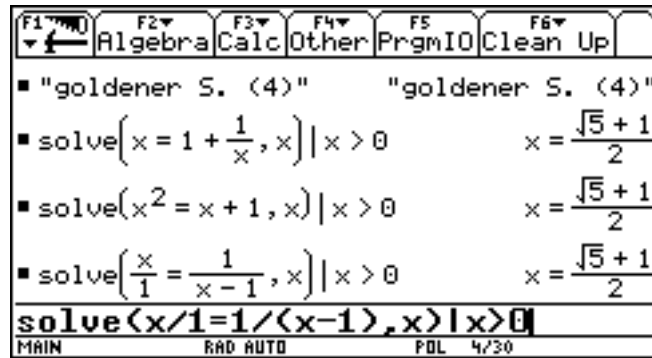 F1 F2 Algebra F3 Calc F4 Other F5 PrgmIO F6 Clean Up
"goldener S. (4)" "goldener S. (4)"
solve(x = 1 + 1/x, x) | x > 0 x = (√5 + 1)/2
solve(x² = x + 1, x) | x > 0 x = (√5 + 1)/2
solve(x/1 = 1/(x - 1), x) | x > 0 x = (√5 + 1)/2
solve(x/1=1/(x-1),x)|x>0
MAIN RAD AUTO POL 4/30